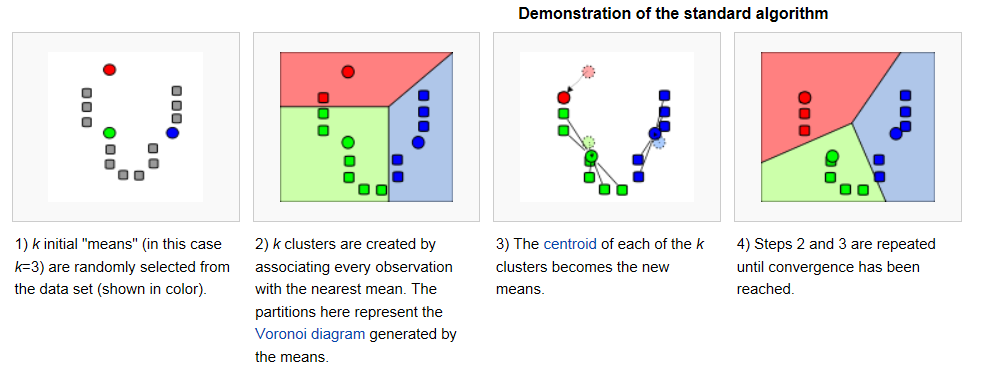 Demonstration of the standard algorithm
1) k initial "means" (in this case
k=3) are randomly selected from
the data set (shown in color).
2) k clusters are created by
associating every observation
with the nearest mean. The
partitions here represent the
Voronoi diagram generated by
the means.
3) The centroid of each of the k
clusters becomes the new
means.
4) Steps 2 and 3 are repeated
until convergence has been
reached.